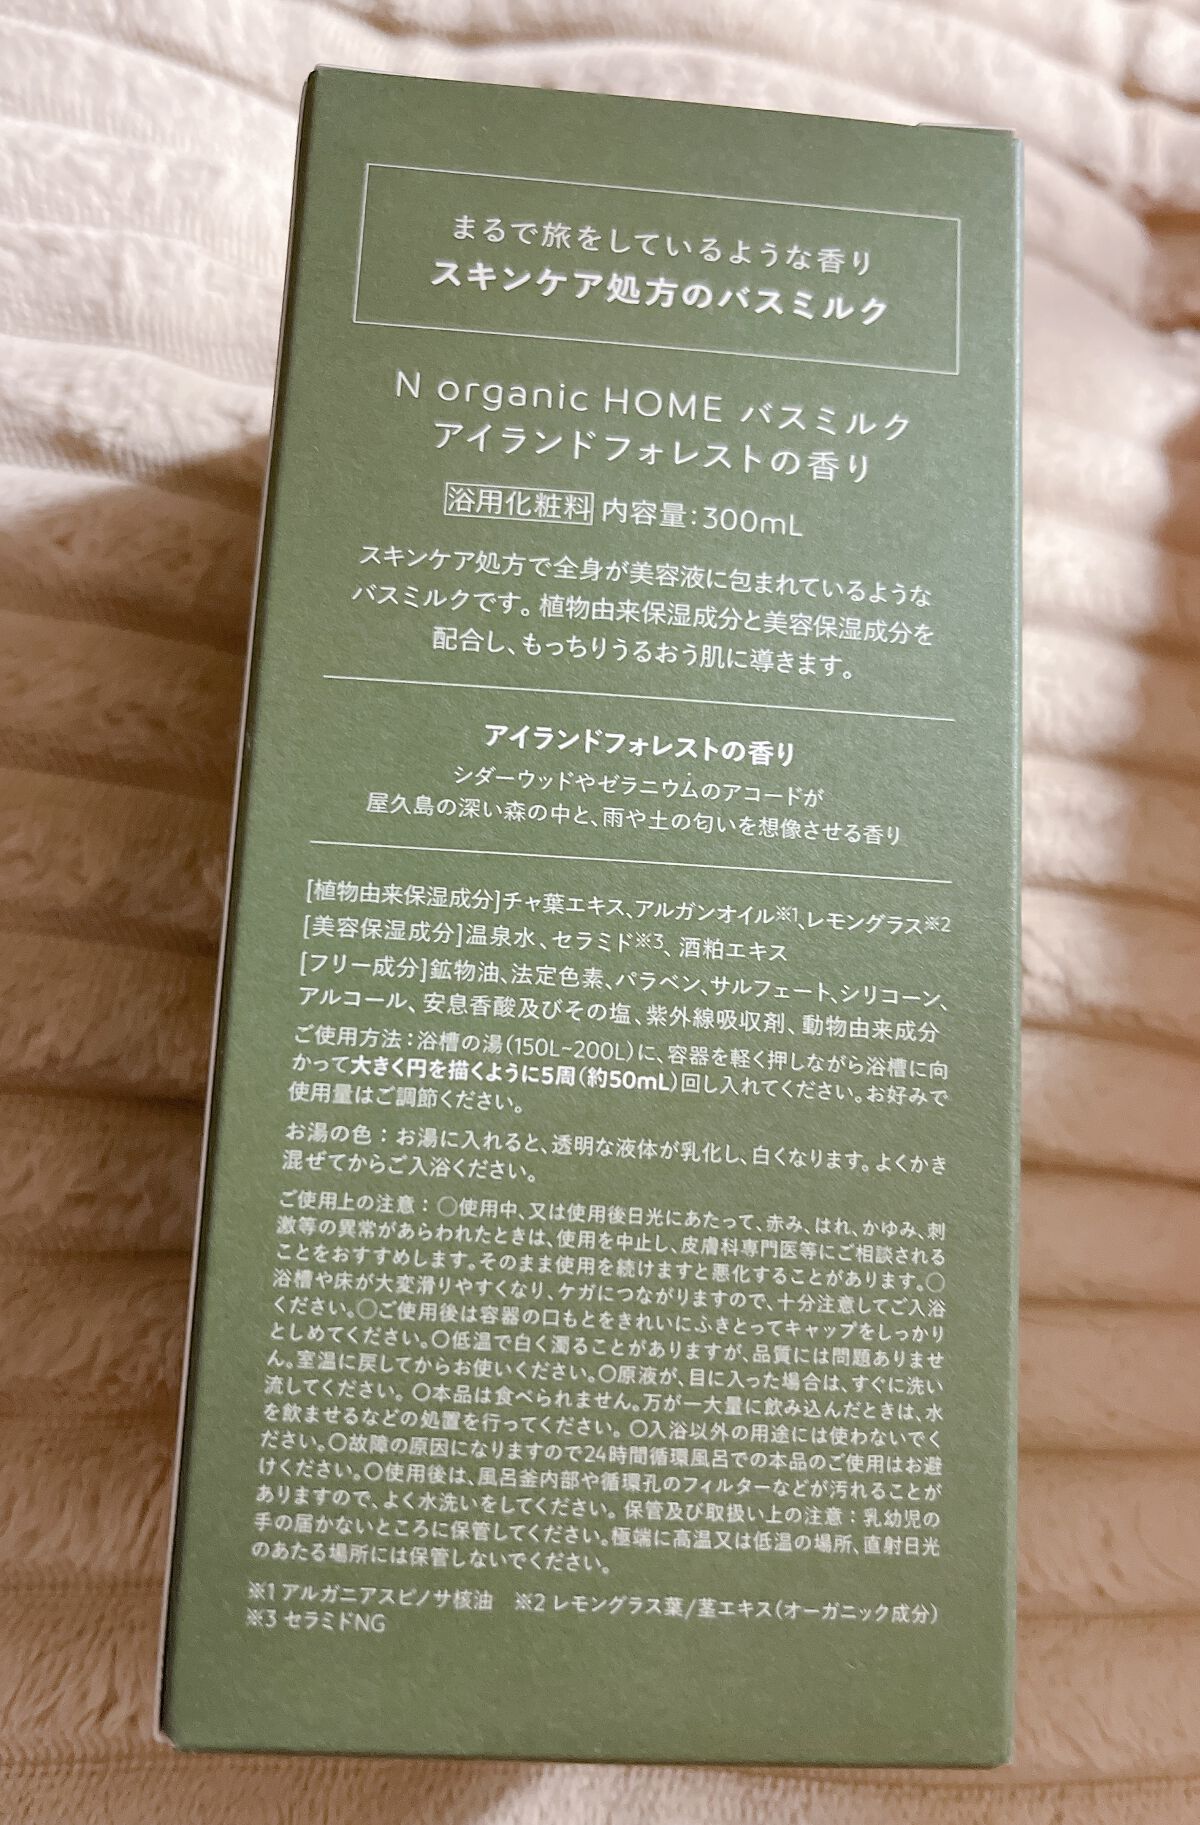 まるで旅をしているような香り
スキンケア処方のバスミルク
N organic HOME バスミルク
アイランドフォレストの香り
浴用化粧料 内容量:300mL
スキンケア処方で全身が美容液に包まれているような
バスミルクです。植物由来保湿成分と美容保湿成分を
配合し、もっちりうるおう肌に導きます。
アイランドフォレストの香り
シダーウッドやゼラニウムのアコードが
屋久島の深い森の中と、雨や土の匂いを想像させる香り
[植物由来保湿成分]チャ葉エキス、アルガンオイル※1、レモングラス※2
[美容保湿成分]温泉水、セラミド※3、酒粕エキス
[フリー成分]鉱物油、法定色素、パラベン、サルフェート、シリコーン、
アルコール、安息香酸及びその塩、紫外線吸収剤、動物由来成分
ご使用方法:浴槽の湯(150L~200L)に、容器を軽く押しながら浴槽に向
かって大きく円を描くように5周(約50mL)回し入れてください。お好みで
使用量はご調節ください。
お湯の色:お湯に入れると、透明な液体が乳化し、白くなります。よくかき
混ぜてからご入浴ください。
ご使用上の注意:○使用中、又は使用後日光にあたって、赤み、はれ、かゆみ、刺
激等の異常があらわれたときは、使用を中止し、皮膚科専門医等にご相談される
ことをおすすめします。そのまま使用を続けますと悪化することがあります。○
浴槽や床が大変滑りやすくなり、ケガにつながりますので、十分注意してご入浴
ください。○ご使用後は容器の口もとをきれいにふきとってキャップをしっかり
としめてください。○低温で白く濁ることがありますが、品質には問題ありませ
ん。室温に戻してからお使いください。○原液が、目に入った場合は、すぐに洗い
流してください。○本品は食べられません。万が一大量に飲み込んだときは、水
を飲ませるなどの処置を行ってください。○入浴以外の用途には使わないでく
ださい。○故障の原因になりますので24時間循環風呂での本品のご使用はお避
けください。○使用後は、風呂釜内部や循環孔のフィルターなどが汚れることが
ありますので、よく水洗いをしてください。保管及び取扱い上の注意:乳幼児の
手の届かないところに保管してください。極端に高温又は低温の場所、直射日光
のあたる場所には保管しないでください。
※1 アルガニアスピノサ核油 ※2 レモングラス葉/茎エキス(オーガニック成分)
※3 セラミドNG